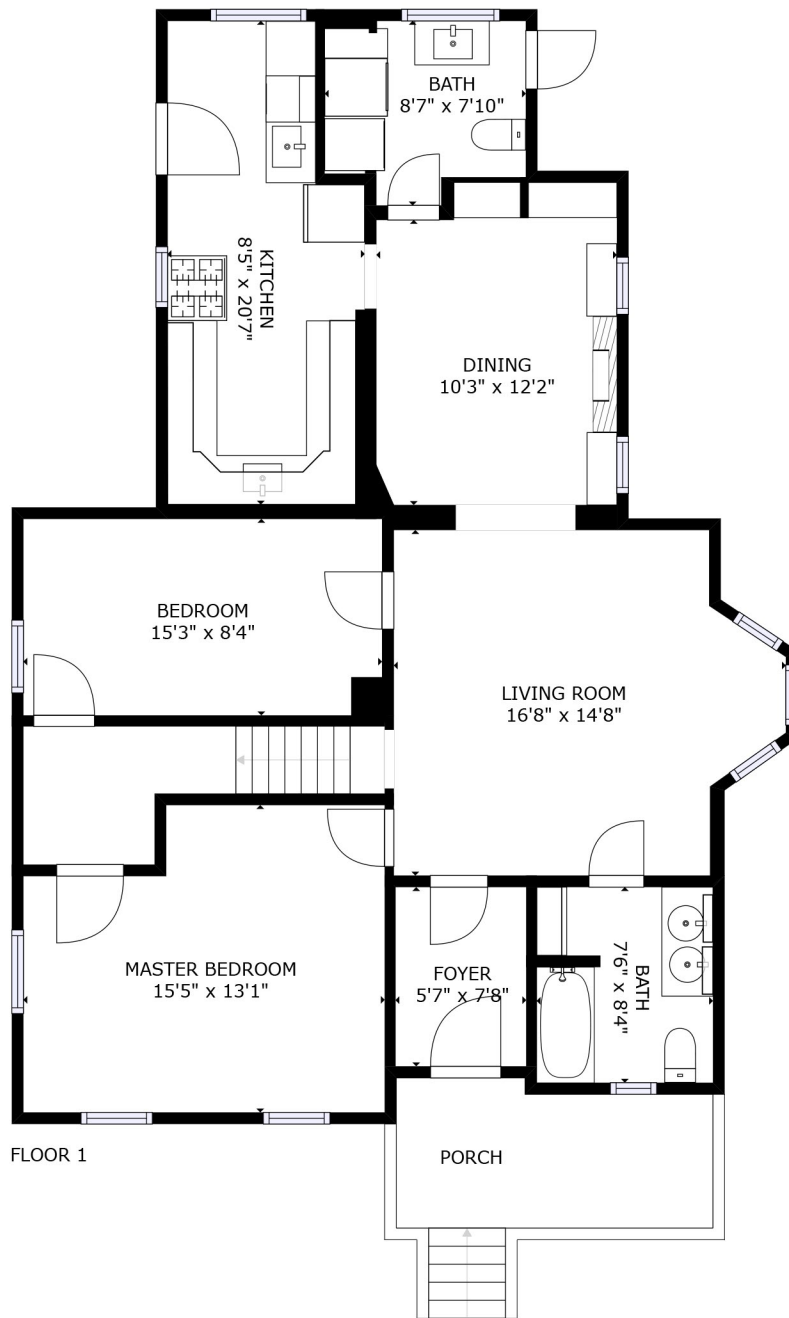 BATH
8'7" x 7'10"
KITCHEN
8'5" x 20'7"
DINING
10'3" x 12'2"
BEDROOM
15'3" x 8'4"
LIVING ROOM
16'8" x 14'8"
MASTER BEDROOM
15'5" x 13'1"
FOYER
5'7" x 7'8"
BATH
7'6" x 8'4"
FLOOR 1
PORCH